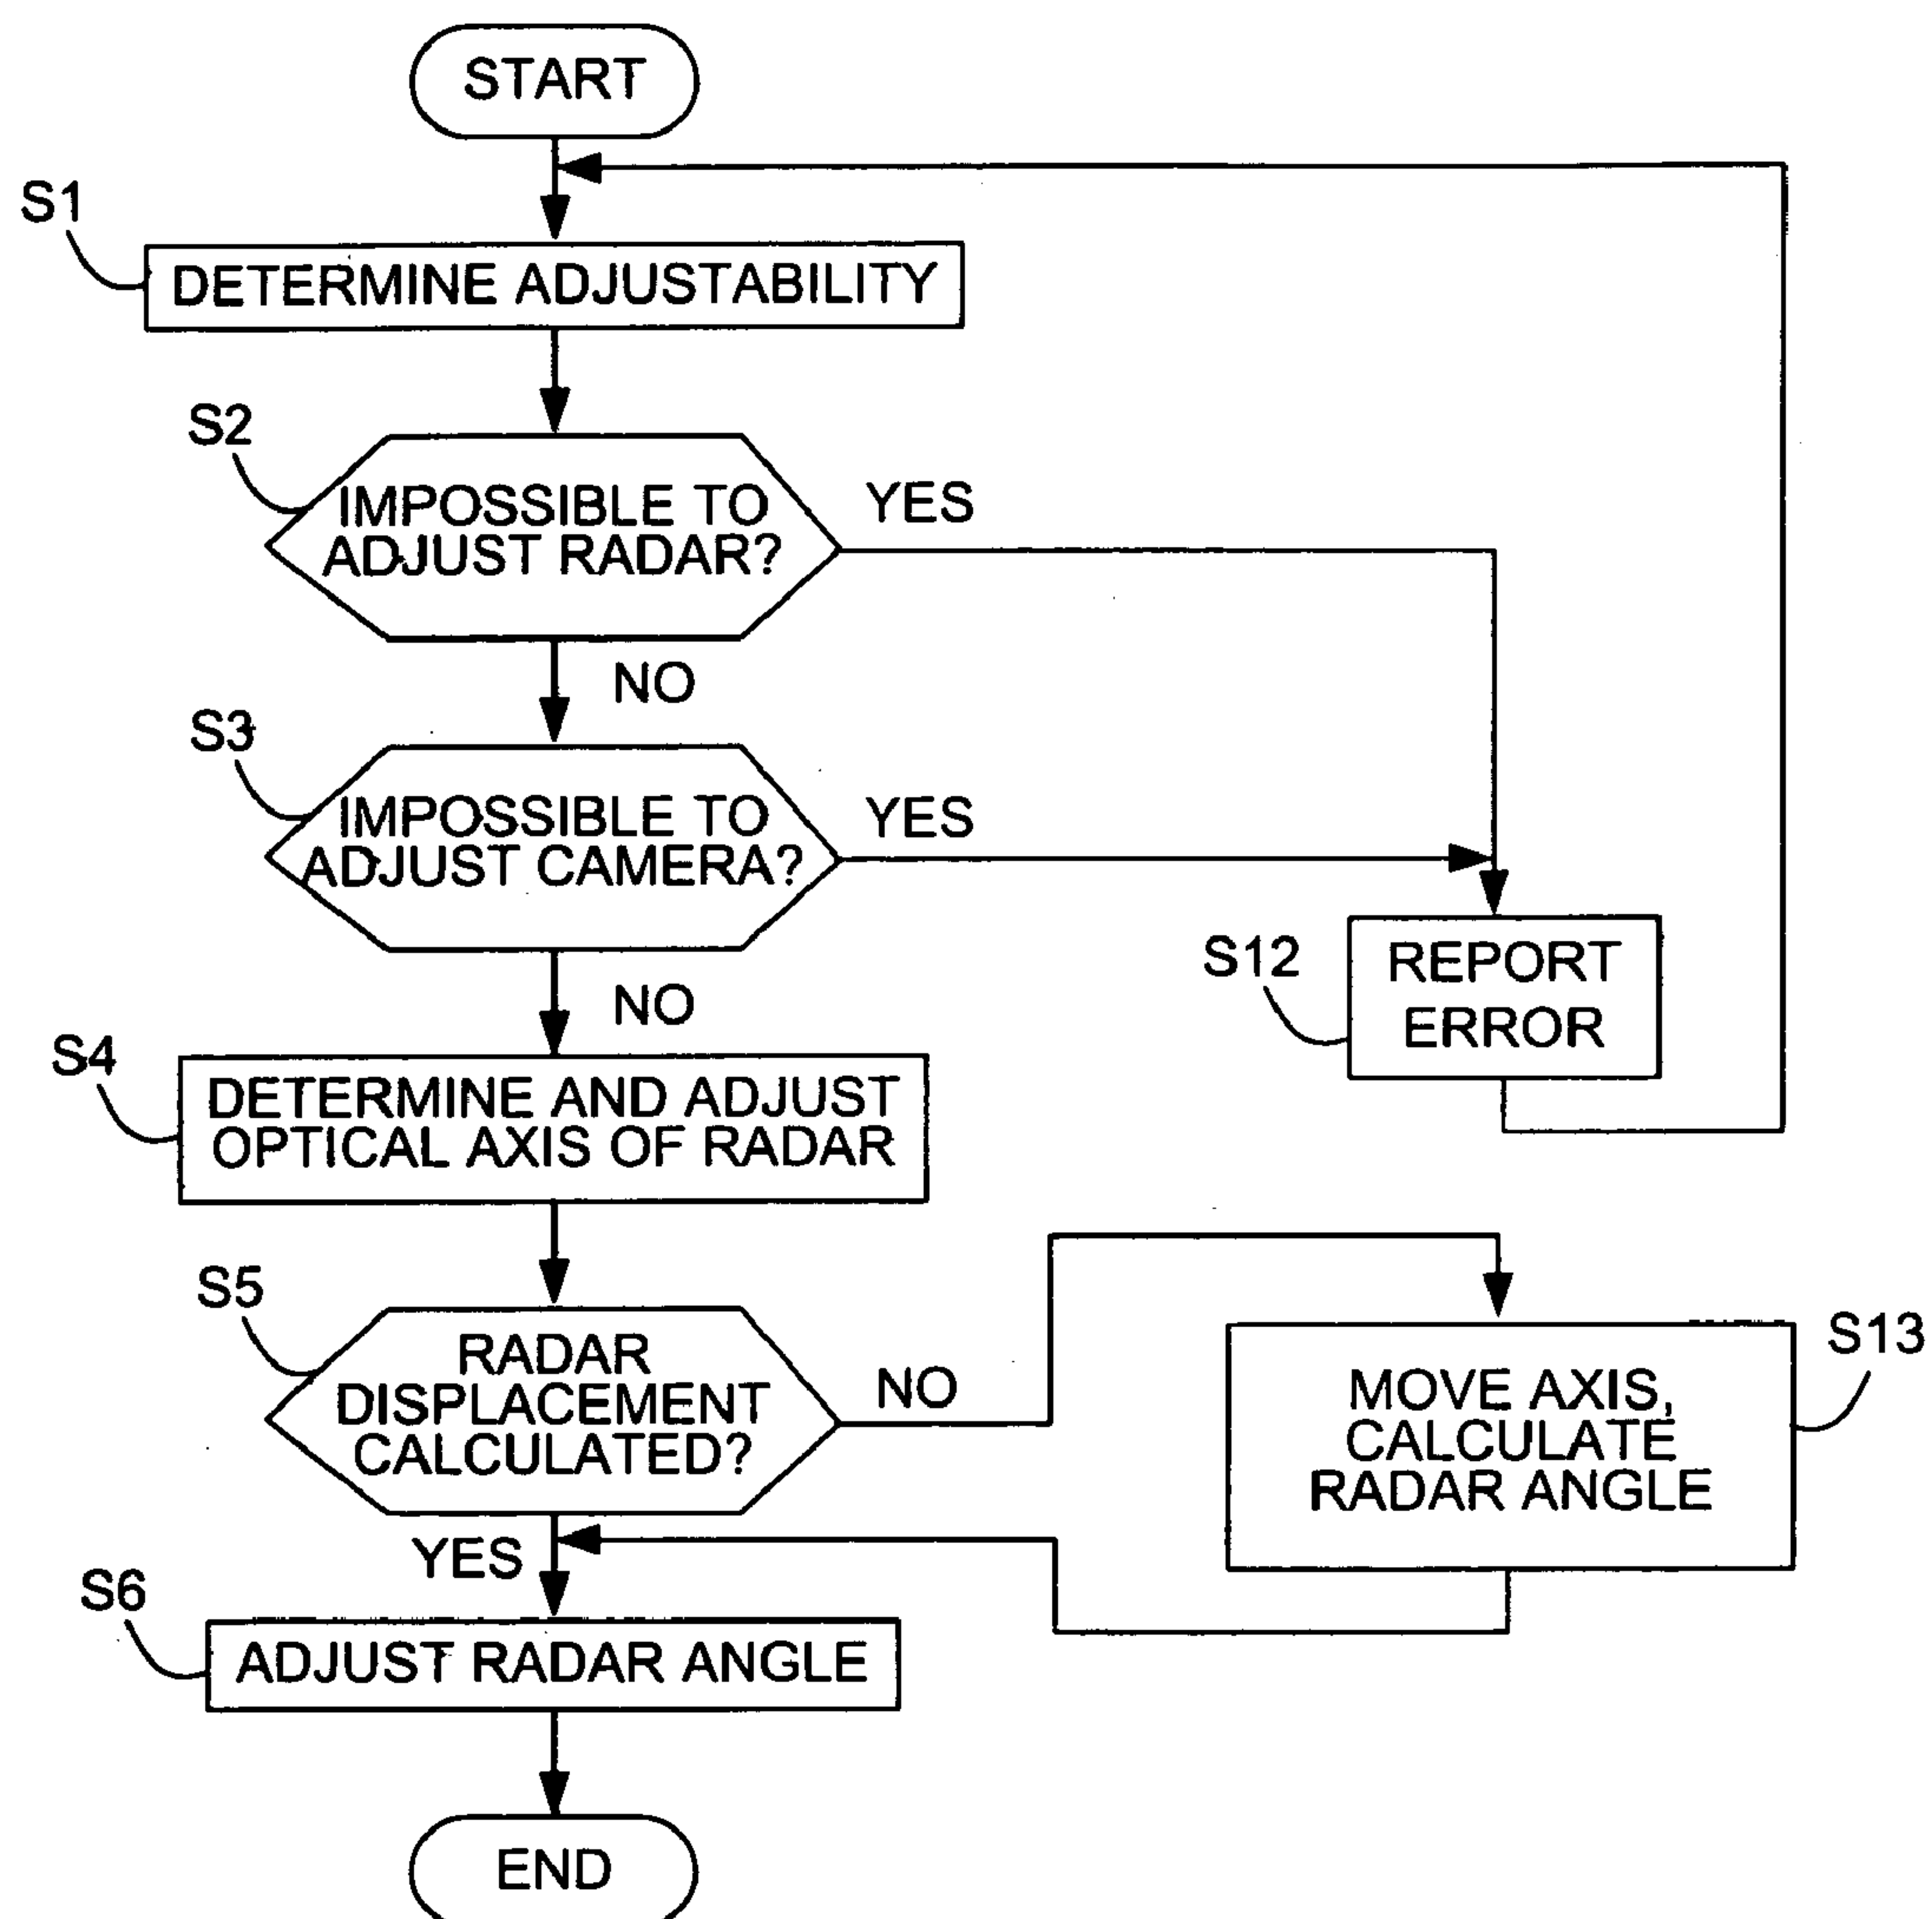 START
S1
DETERMINE ADJUSTABILITY
S2
IMPOSSIBLE TO
ADJUST RADAR?
YES
NO
S3
IMPOSSIBLE TO
ADJUST CAMERA?
YES
S12
REPORT
ERROR
NO
S4
DETERMINE AND ADJUST
OPTICAL AXIS OF RADAR
S5
RADAR
DISPLACEMENT
CALCULATED?
NO
S13
MOVE AXIS,
CALCULATE
RADAR ANGLE
YES
S6
ADJUST RADAR ANGLE
END